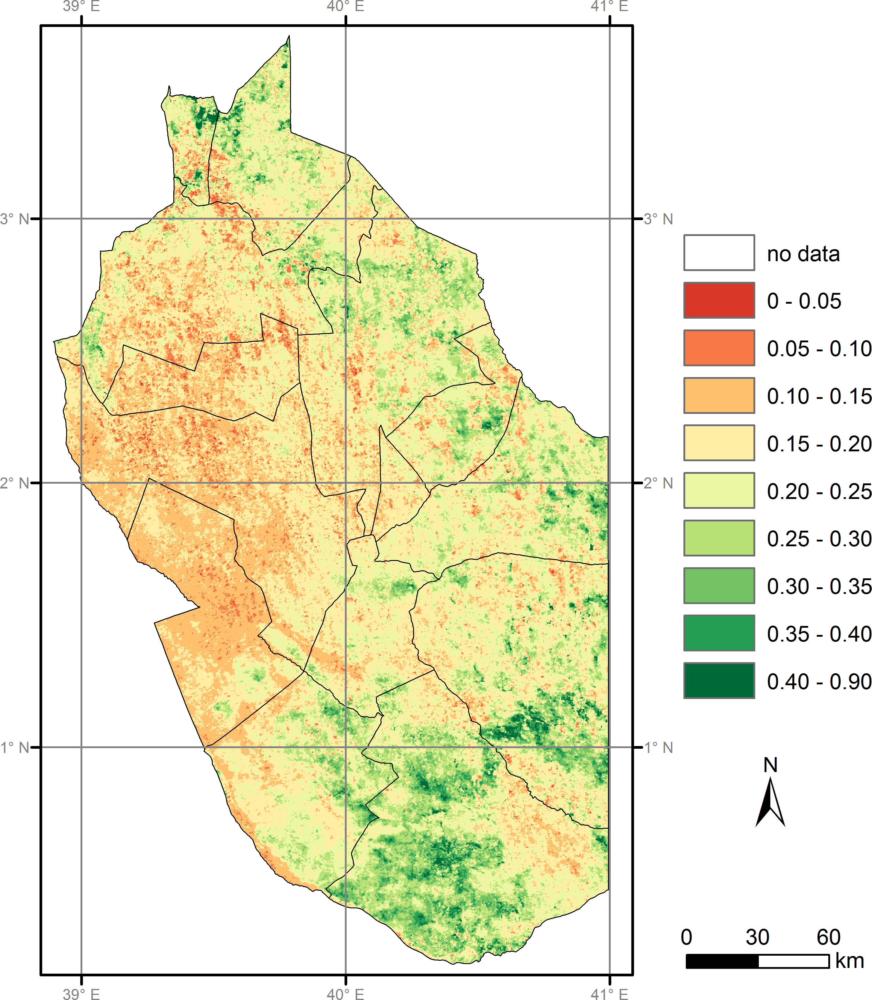 39° E 40° E 41° E
3° N 3° N
no data
0 - 0.05
0.05 - 0.10
0.10 - 0.15
0.15 - 0.20
2° N 2° N
0.20 - 0.25
0.25 - 0.30
0.30 - 0.35
0.35 - 0.40
0.40 - 0.90
1° N 1° N
N
0 30 60
km
39° E 40° E 41° E